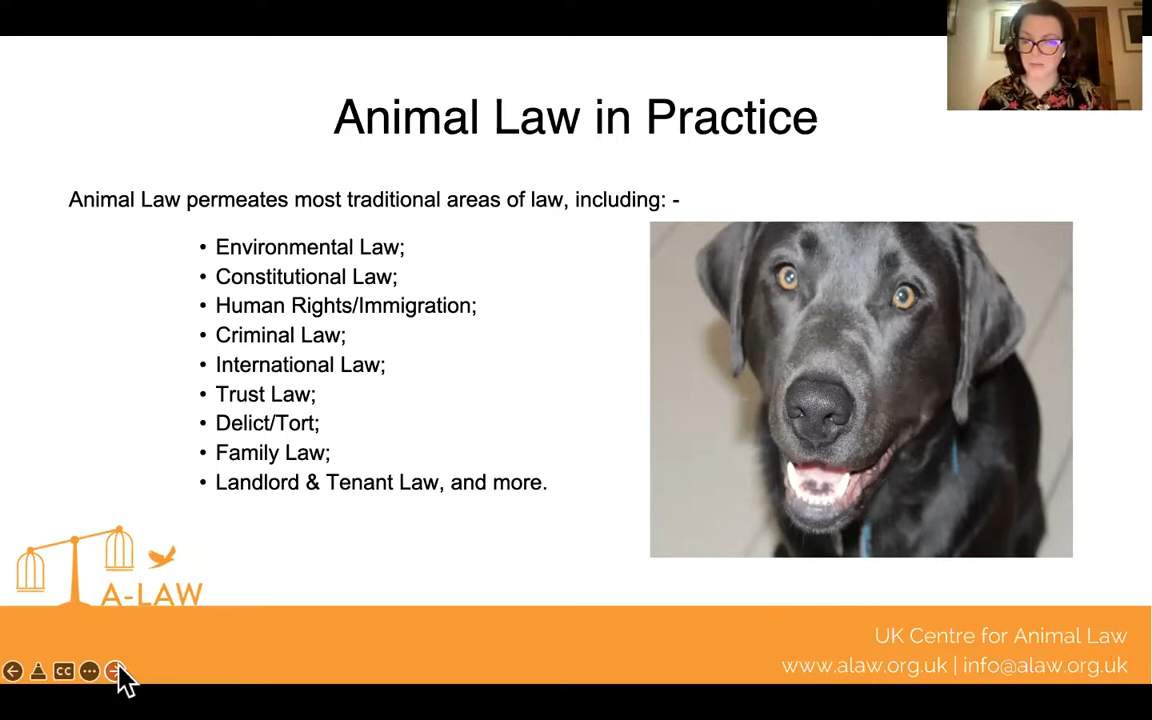 Animal Law in Practice
Animal Law permeates most traditional areas of law, including: -
• Environmental Law;
• Constitutional Law;
• Human Rights/Immigration;
• Criminal Law;
• International Law;
• Trust Law;
• Delict/Tort;
• Family Law;
• Landlord & Tenant Law, and more.
A-LAW
UK Centre for Animal Law
www.alaw.org.uk | info@alaw.org.uk
CC